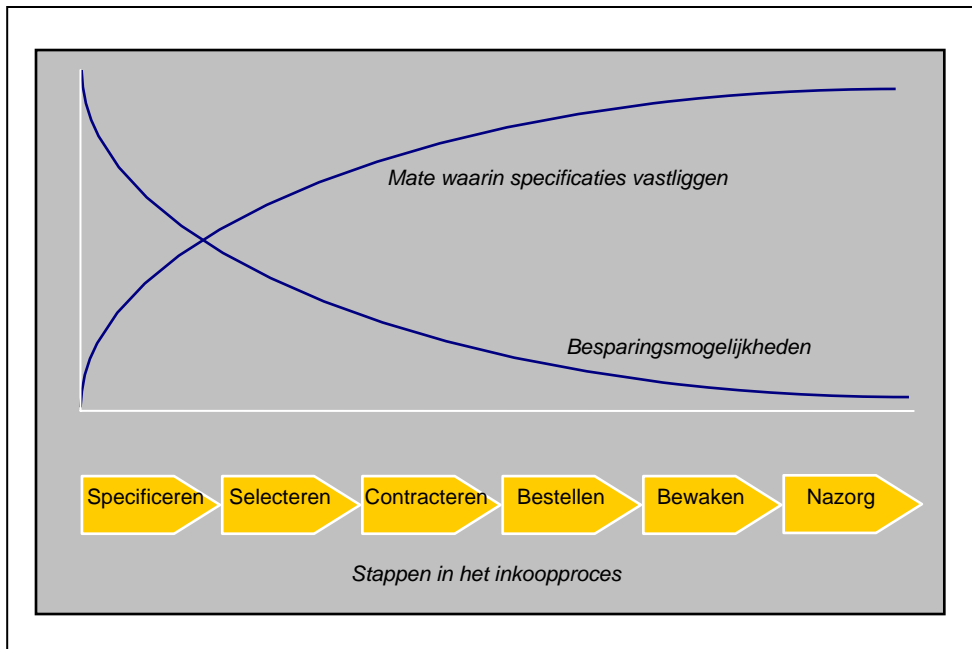 Mate waarin specificaties vastliggen
Besparingsmogelijkheden
Specificeren
Selecteren
Contracteren
Bestellen
Bewaken
Nazorg
Stappen in het inkoopproces